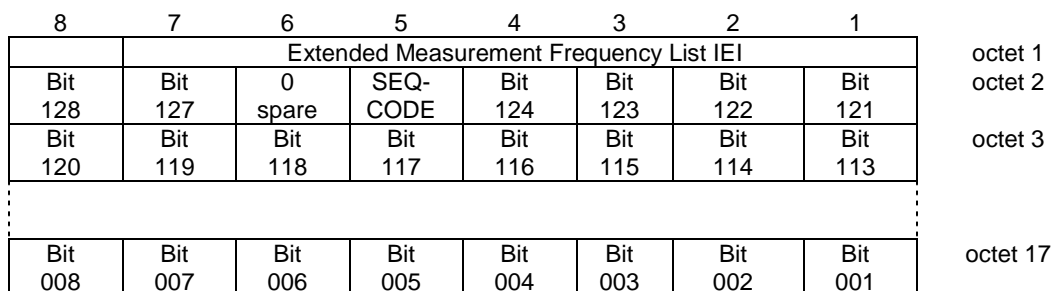 8 7 6 5 4 3 2 1
Extended Measurement Frequency List IEI octet 1
Bit Bit 0 SEQ- Bit Bit Bit Bit octet 2
128 127 spare CODE 124 123 122 121
Bit Bit Bit Bit Bit Bit Bit Bit octet 3
120 119 118 117 116 115 114 113
Bit Bit Bit Bit Bit Bit Bit Bit octet 17
008 007 006 005 004 003 002 001